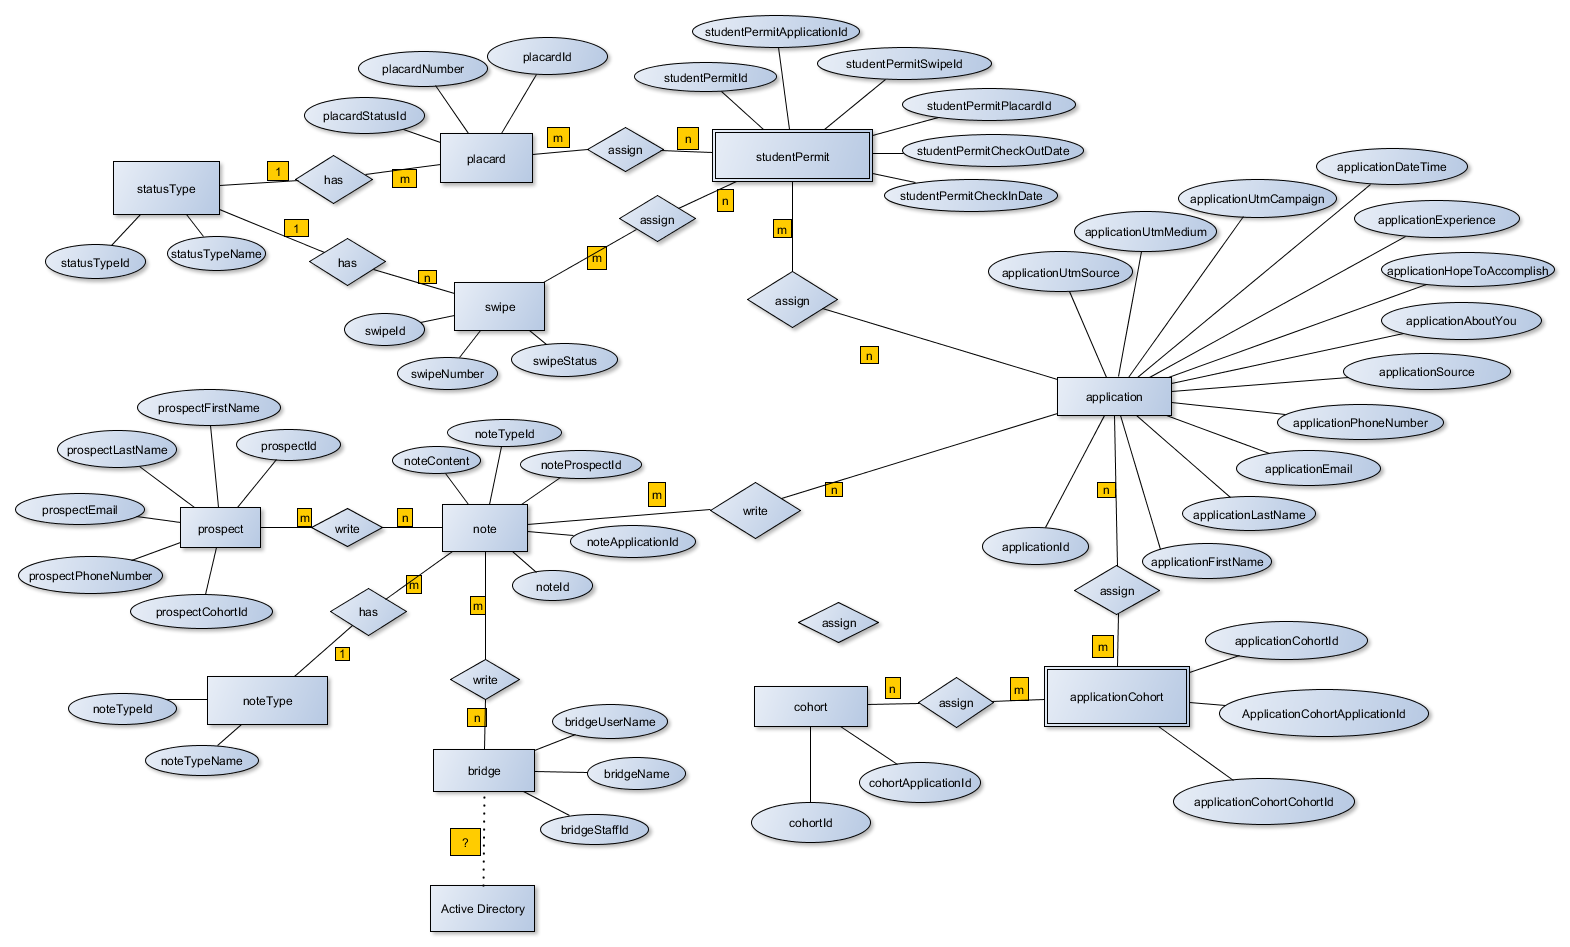 studentPermitApplicationId
placardId
placardNumber
studentPermitId
studentPermitSwipeId
placardStatusId
studentPermitPlacardId
m
n
assign
placard
studentPermit
studentPermitCheckOutDate
statusType
1
has
m
studentPermitCheckInDate
applicationDateTime
applicationUtmCampaign
n
assign
applicationExperience
1
m
applicationUtmMedium
statusTypeId
statusTypeName
has
m
n
applicationUtmSource
applicationHopeToAccomplish
swipe
assign
swipeId
applicationAboutYou
swipeStatus
n
swipeNumber
applicationSource
application
prospectFirstName
applicationPhoneNumber
noteTypeId
prospectLastName
prospectId
noteContent
noteProspectId
applicationEmail
m
n
n
prospectEmail
write
applicationLastName
m
n
prospect
write
note
noteApplicationId
applicationId
applicationFirstName
prospectPhoneNumber
m
noteId
assign
prospectCohortId
has
m
assign
1
m
applicationCohortId
write
n
m
noteTypeId
noteType
cohort
assign
applicationCohort
ApplicationCohortApplicationId
n
bridgeUserName
noteTypeName
bridge
bridgeName
cohortApplicationId
applicationCohortCohortId
cohortId
bridgeStaffId
?
Active Directory